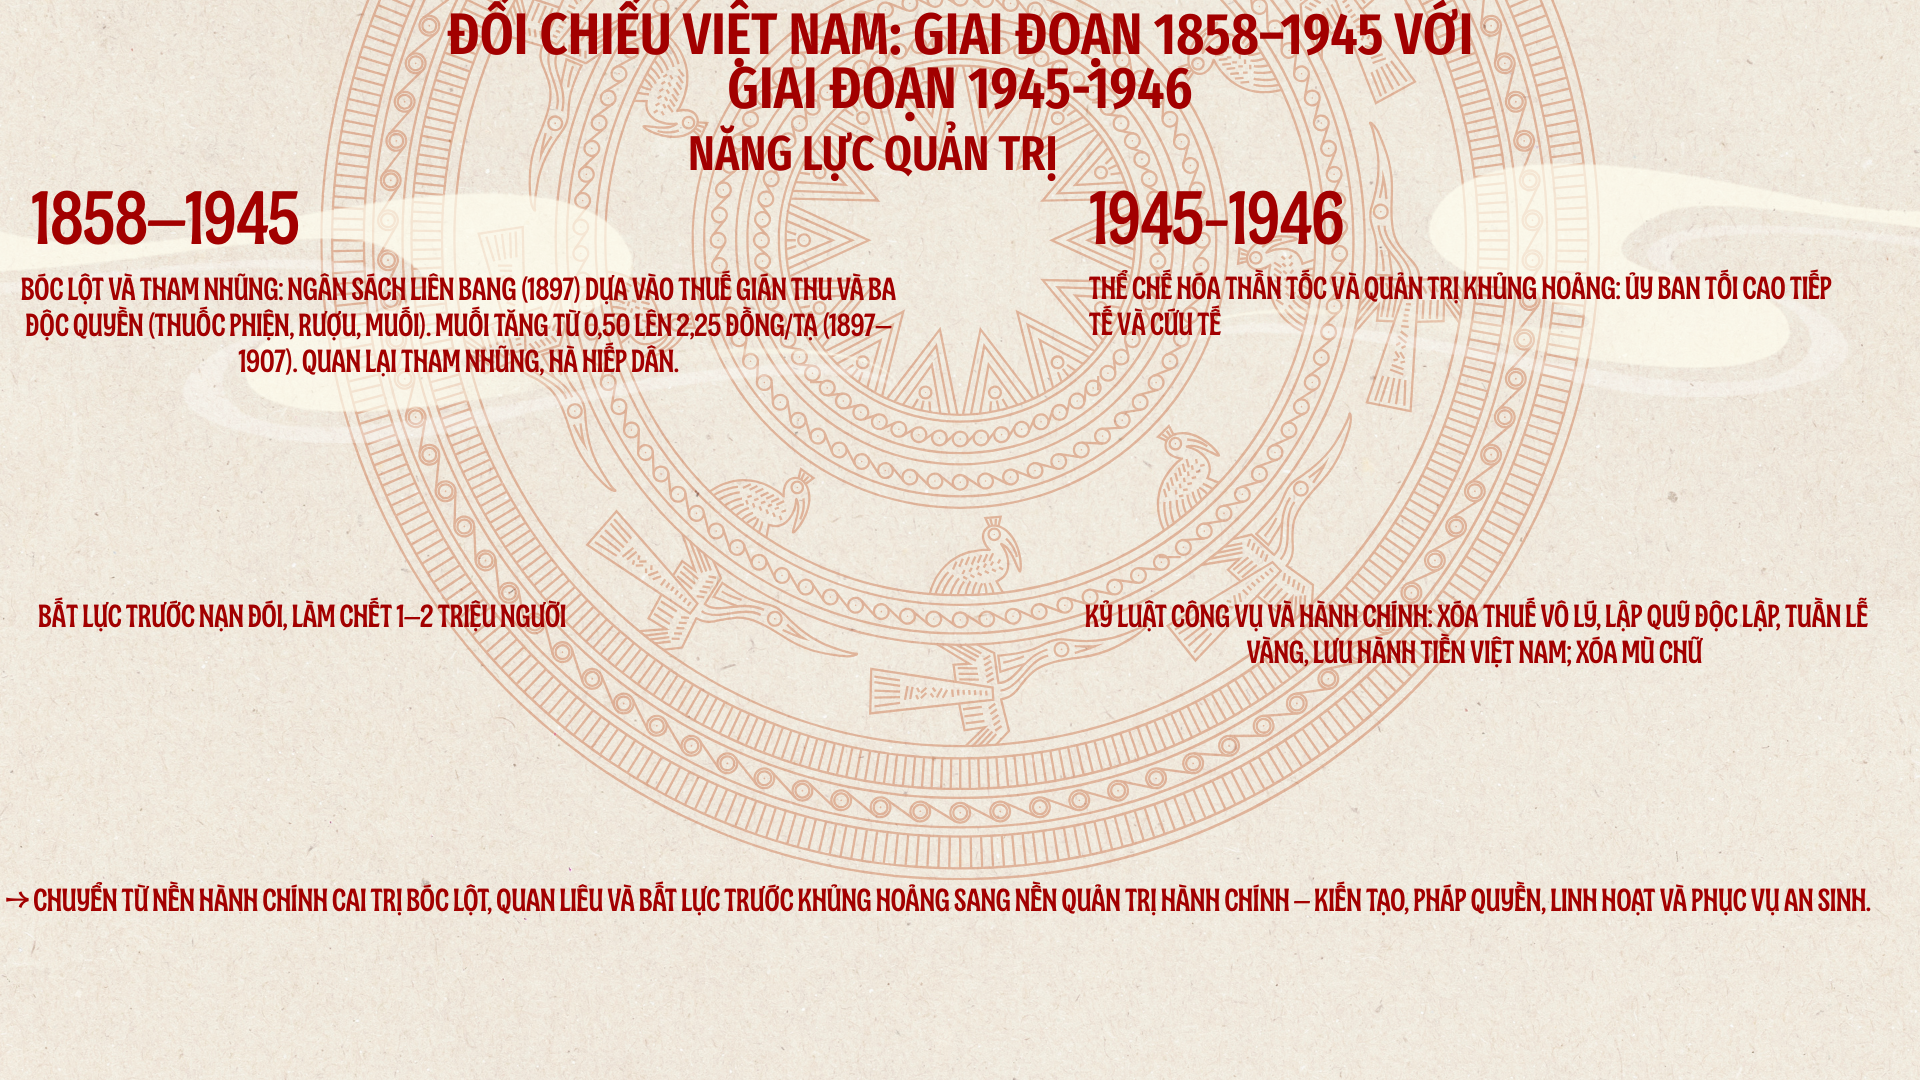 ĐỐI CHIẾU VIỆT NAM: GIAI ĐOẠN 1858–1945 VỚI
GIAI ĐOẠN 1945-1946
NĂNG LỰC QUẢN TRỊ
1858–1945
BÓC LỘT VÀ THAM NHŨNG: NGÂN SÁCH LIÊN BANG (1897) DỰA VÀO THUẾ GIÁN THU VÀ BA
ĐỘC QUYỀN (THUỐC PHIỆN, RƯỢU, MUỐI). MUỐI TĂNG TỪ 0,50 LÊN 2,25 ĐỒNG/TẠ (1897–
1907). QUAN LẠI THAM NHŨNG, HÀ HIẾP DÂN.
BẤT LỰC TRƯỚC NẠN ĐÓI, LÀM CHẾT 1–2 TRIỆU NGƯỜI
1945–1946
THỂ CHẾ HÓA THẦN TỐC VÀ QUẢN TRỊ KHỦNG HOẢNG: ỦY BAN TỐI CAO TIẾP
TẾ VÀ CỨU TẾ
KỶ LUẬT CÔNG VỤ VÀ HÀNH CHÍNH: XÓA THUẾ VÔ LÝ, LẬP QUỸ ĐỘC LẬP, TUẦN LỄ
VÀNG, LƯU HÀNH TIỀN VIỆT NAM; XÓA MÙ CHỮ
→ CHUYỂN TỪ NỀN HÀNH CHÍNH CAI TRỊ BÓC LỘT, QUAN LIÊU VÀ BẤT LỰC TRƯỚC KHỦNG HOẢNG SANG NỀN QUẢN TRỊ HÀNH CHÍNH – KIẾN TẠO, PHÁP QUYỀN, LINH HOẠT VÀ PHỤC VỤ AN SINH.